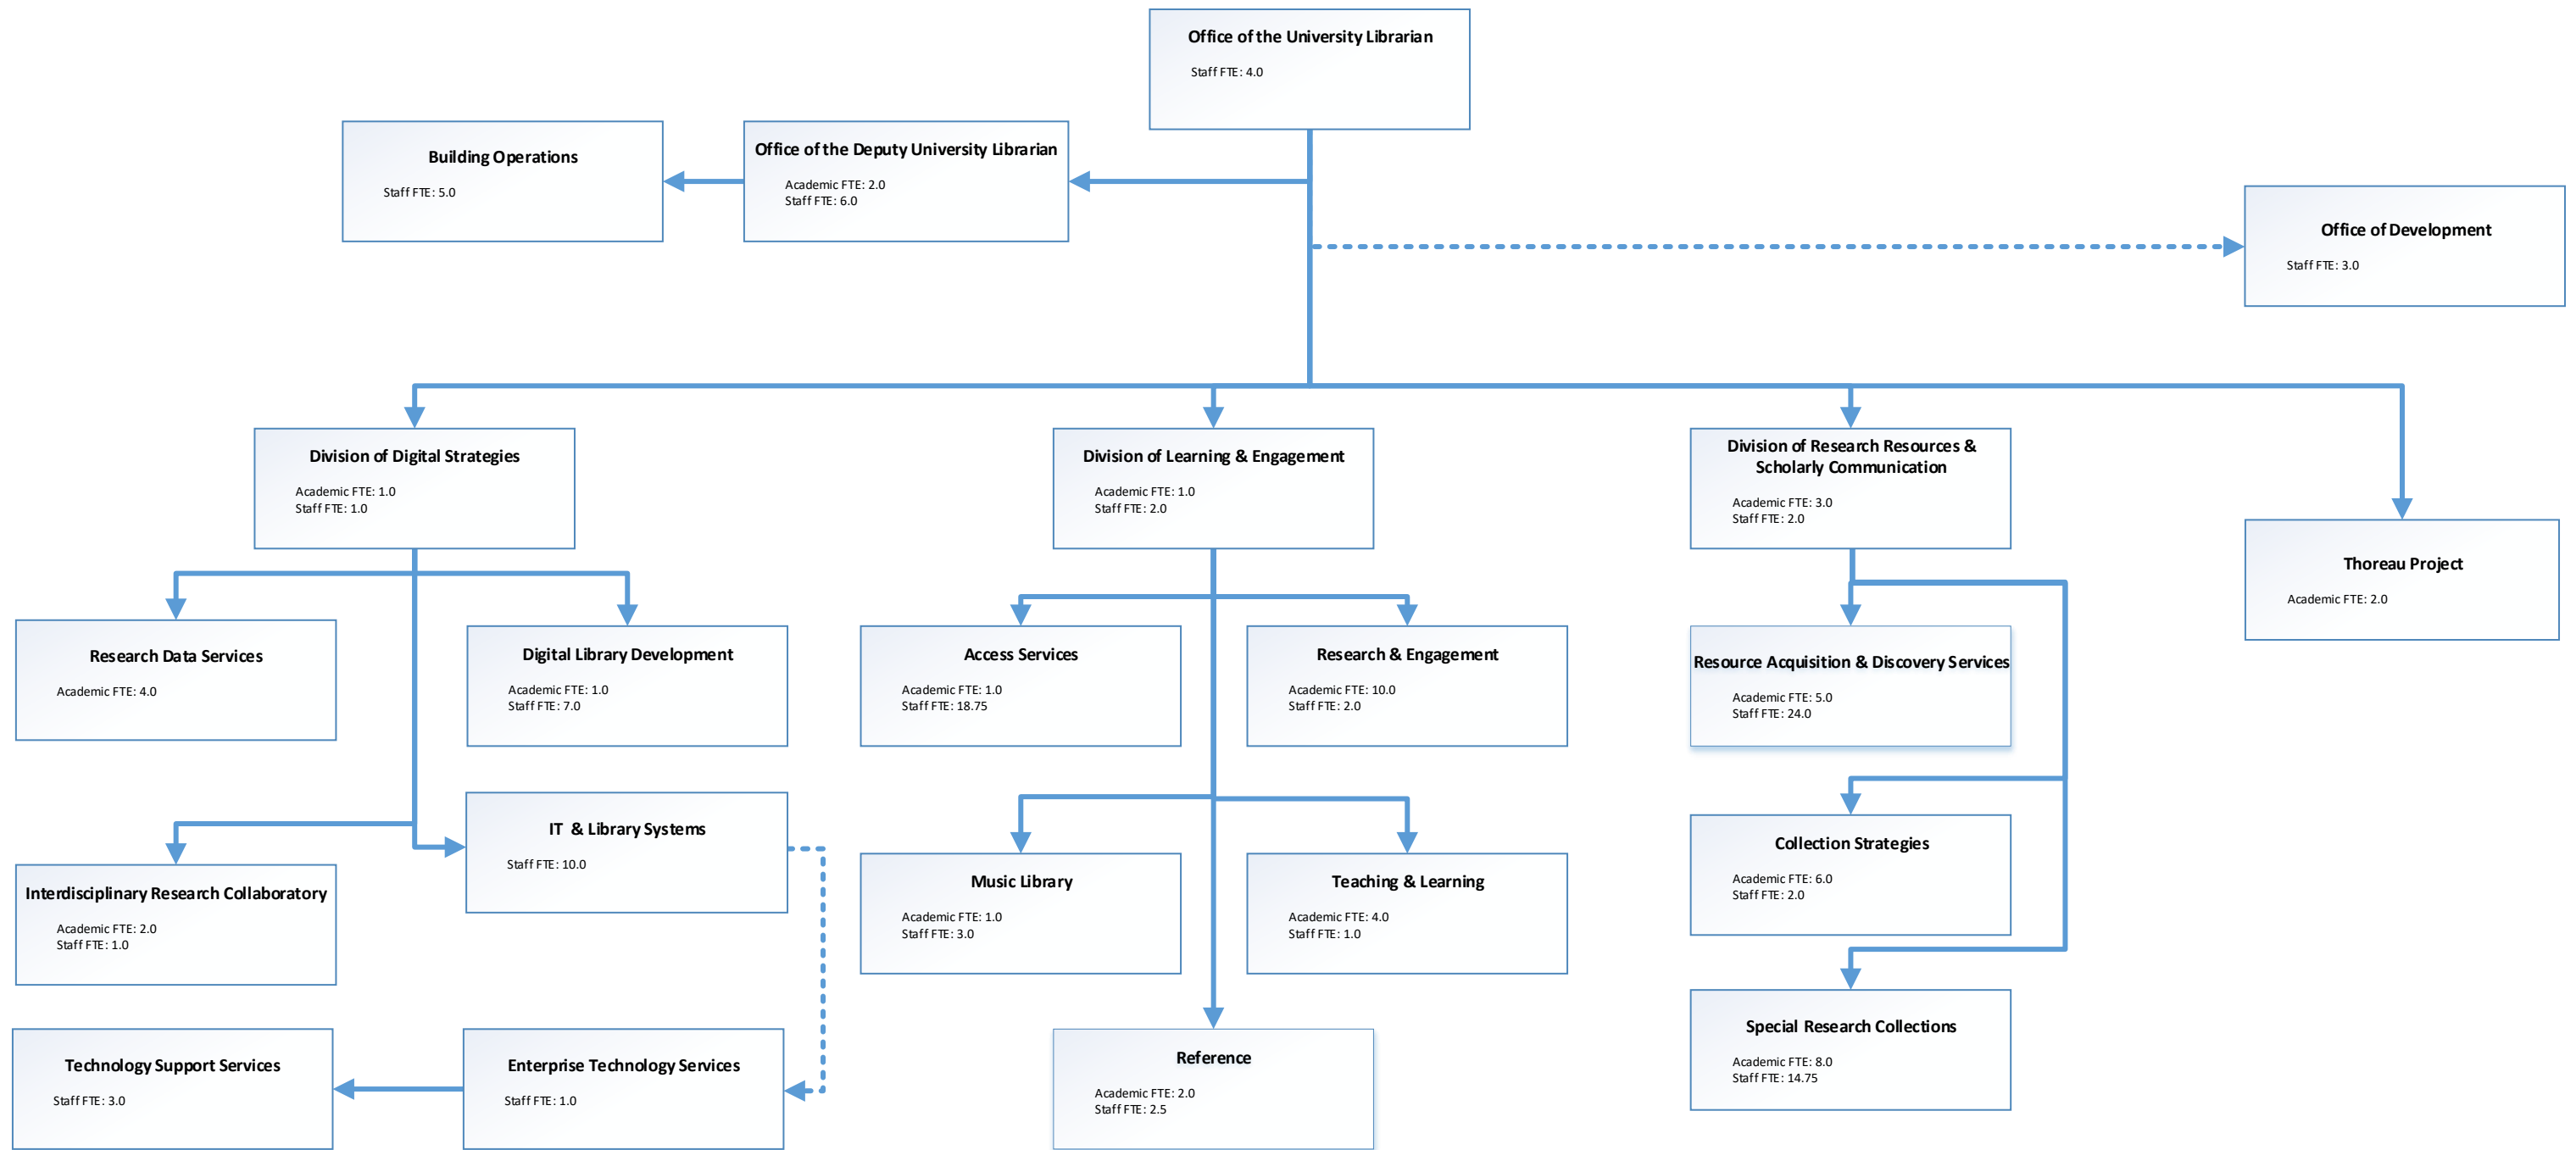 Office of the University Librarian
Staff FTE: 4.0
Building Operations
Staff FTE: 5.0
Office of the Deputy University Librarian
Academic FTE: 2.0
Staff FTE: 6.0
Office of Development
Staff FTE: 3.0
Division of Digital Strategies
Academic FTE: 1.0
Staff FTE: 1.0
Division of Learning & Engagement
Academic FTE: 1.0
Staff FTE: 2.0
Division of Research Resources &
Scholarly Communication
Academic FTE: 3.0
Staff FTE: 2.0
Thoreau Project
Academic FTE: 2.0
Research Data Services
Academic FTE: 4.0
Digital Library Development
Academic FTE: 1.0
Staff FTE: 7.0
Access Services
Academic FTE: 1.0
Staff FTE: 18.75
Research & Engagement
Academic FTE: 10.0
Staff FTE: 2.0
Resource Acquisition & Discovery Services
Academic FTE: 5.0
Staff FTE: 24.0
Interdisciplinary Research Collaboratory
Academic FTE: 2.0
Staff FTE: 1.0
IT & Library Systems
Staff FTE: 10.0
Music Library
Academic FTE: 1.0
Staff FTE: 3.0
Teaching & Learning
Academic FTE: 4.0
Staff FTE: 1.0
Collection Strategies
Academic FTE: 6.0
Staff FTE: 2.0
Technology Support Services
Staff FTE: 3.0
Enterprise Technology Services
Staff FTE: 1.0
Reference
Academic FTE: 2.0
Staff FTE: 2.5
Special Research Collections
Academic FTE: 8.0
Staff FTE: 14.75